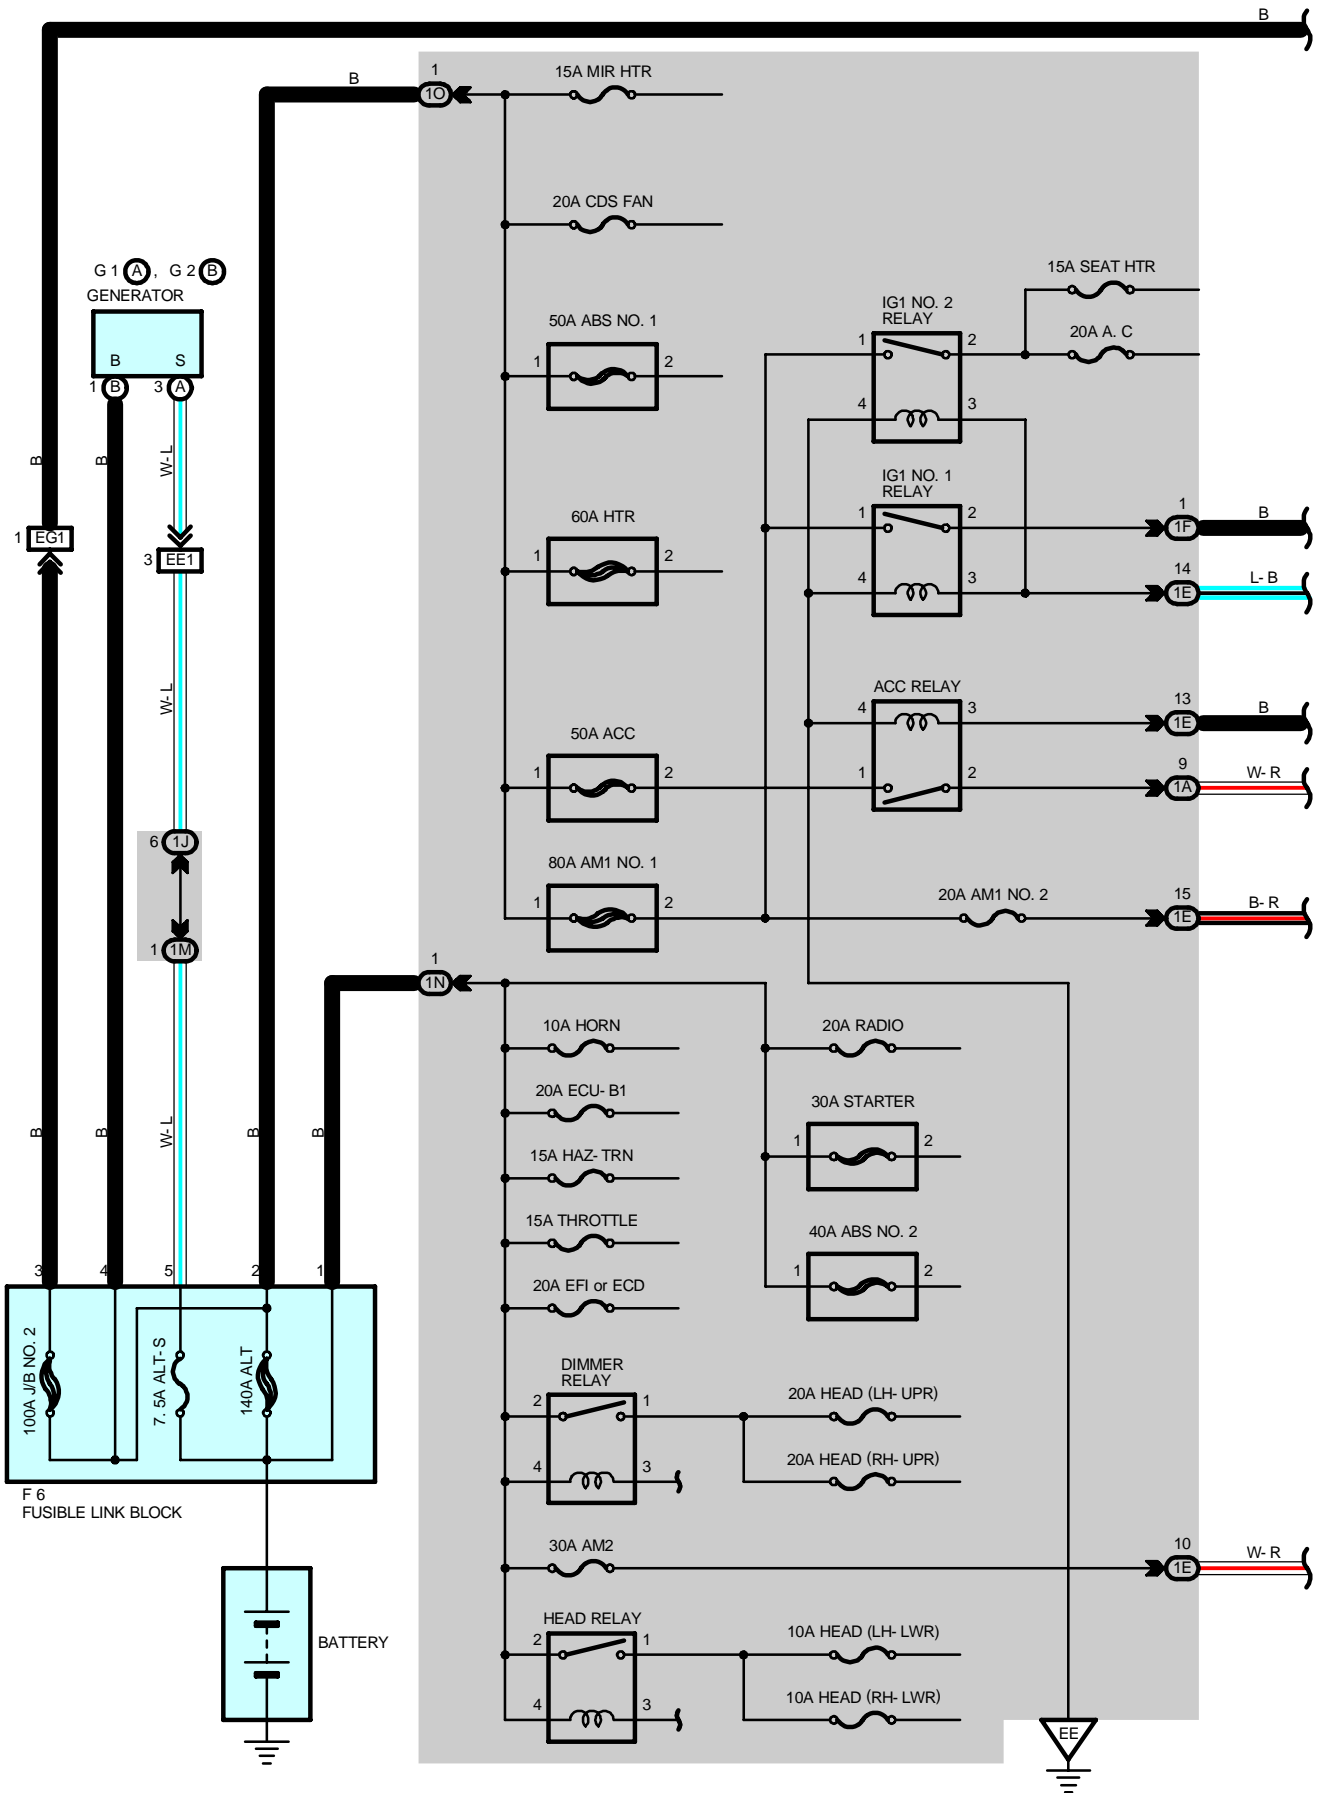 B
B
1
1O
15A MIR HTR
20A CDS FAN
G 1 A , G 2 B
GENERATOR
B S
1 B 3 A
15A SEAT HTR
IG1 NO. 2
RELAY
20A A. C
1 2
4 3
50A ABS NO. 1
1 2
B
B
W- L
IG1 NO. 1
RELAY
1 2
4 3
1
1F
B
14
1E
L- B
60A HTR
1 2
1 EG1
3 EE1
W- L
ACC RELAY
4 3
1 2
13
1E
B
9
1A
W- R
50A ACC
1 2
6 1J
1 1M
80A AM1 NO. 1
1 2
20A AM1 NO. 2
15
1E
B- R
1
1N
10A HORN
20A RADIO
20A ECU- B1
30A STARTER
1 2
B
B
W- L
B
B
15A HAZ- TRN
15A THROTTLE
40A ABS NO. 2
1 2
20A EFI or ECD
3 4 5 2 1
100A J/B NO. 2
7. 5A ALT- S
140A ALT
F 6
FUSIBLE LINK BLOCK
DIMMER
RELAY
2 1
4 3
20A HEAD (LH- UPR)
20A HEAD (RH- UPR)
30A AM2
10
1E
W- R
BATTERY
HEAD RELAY
2 1
4 3
10A HEAD (LH- LWR)
10A HEAD (RH- LWR)
EE